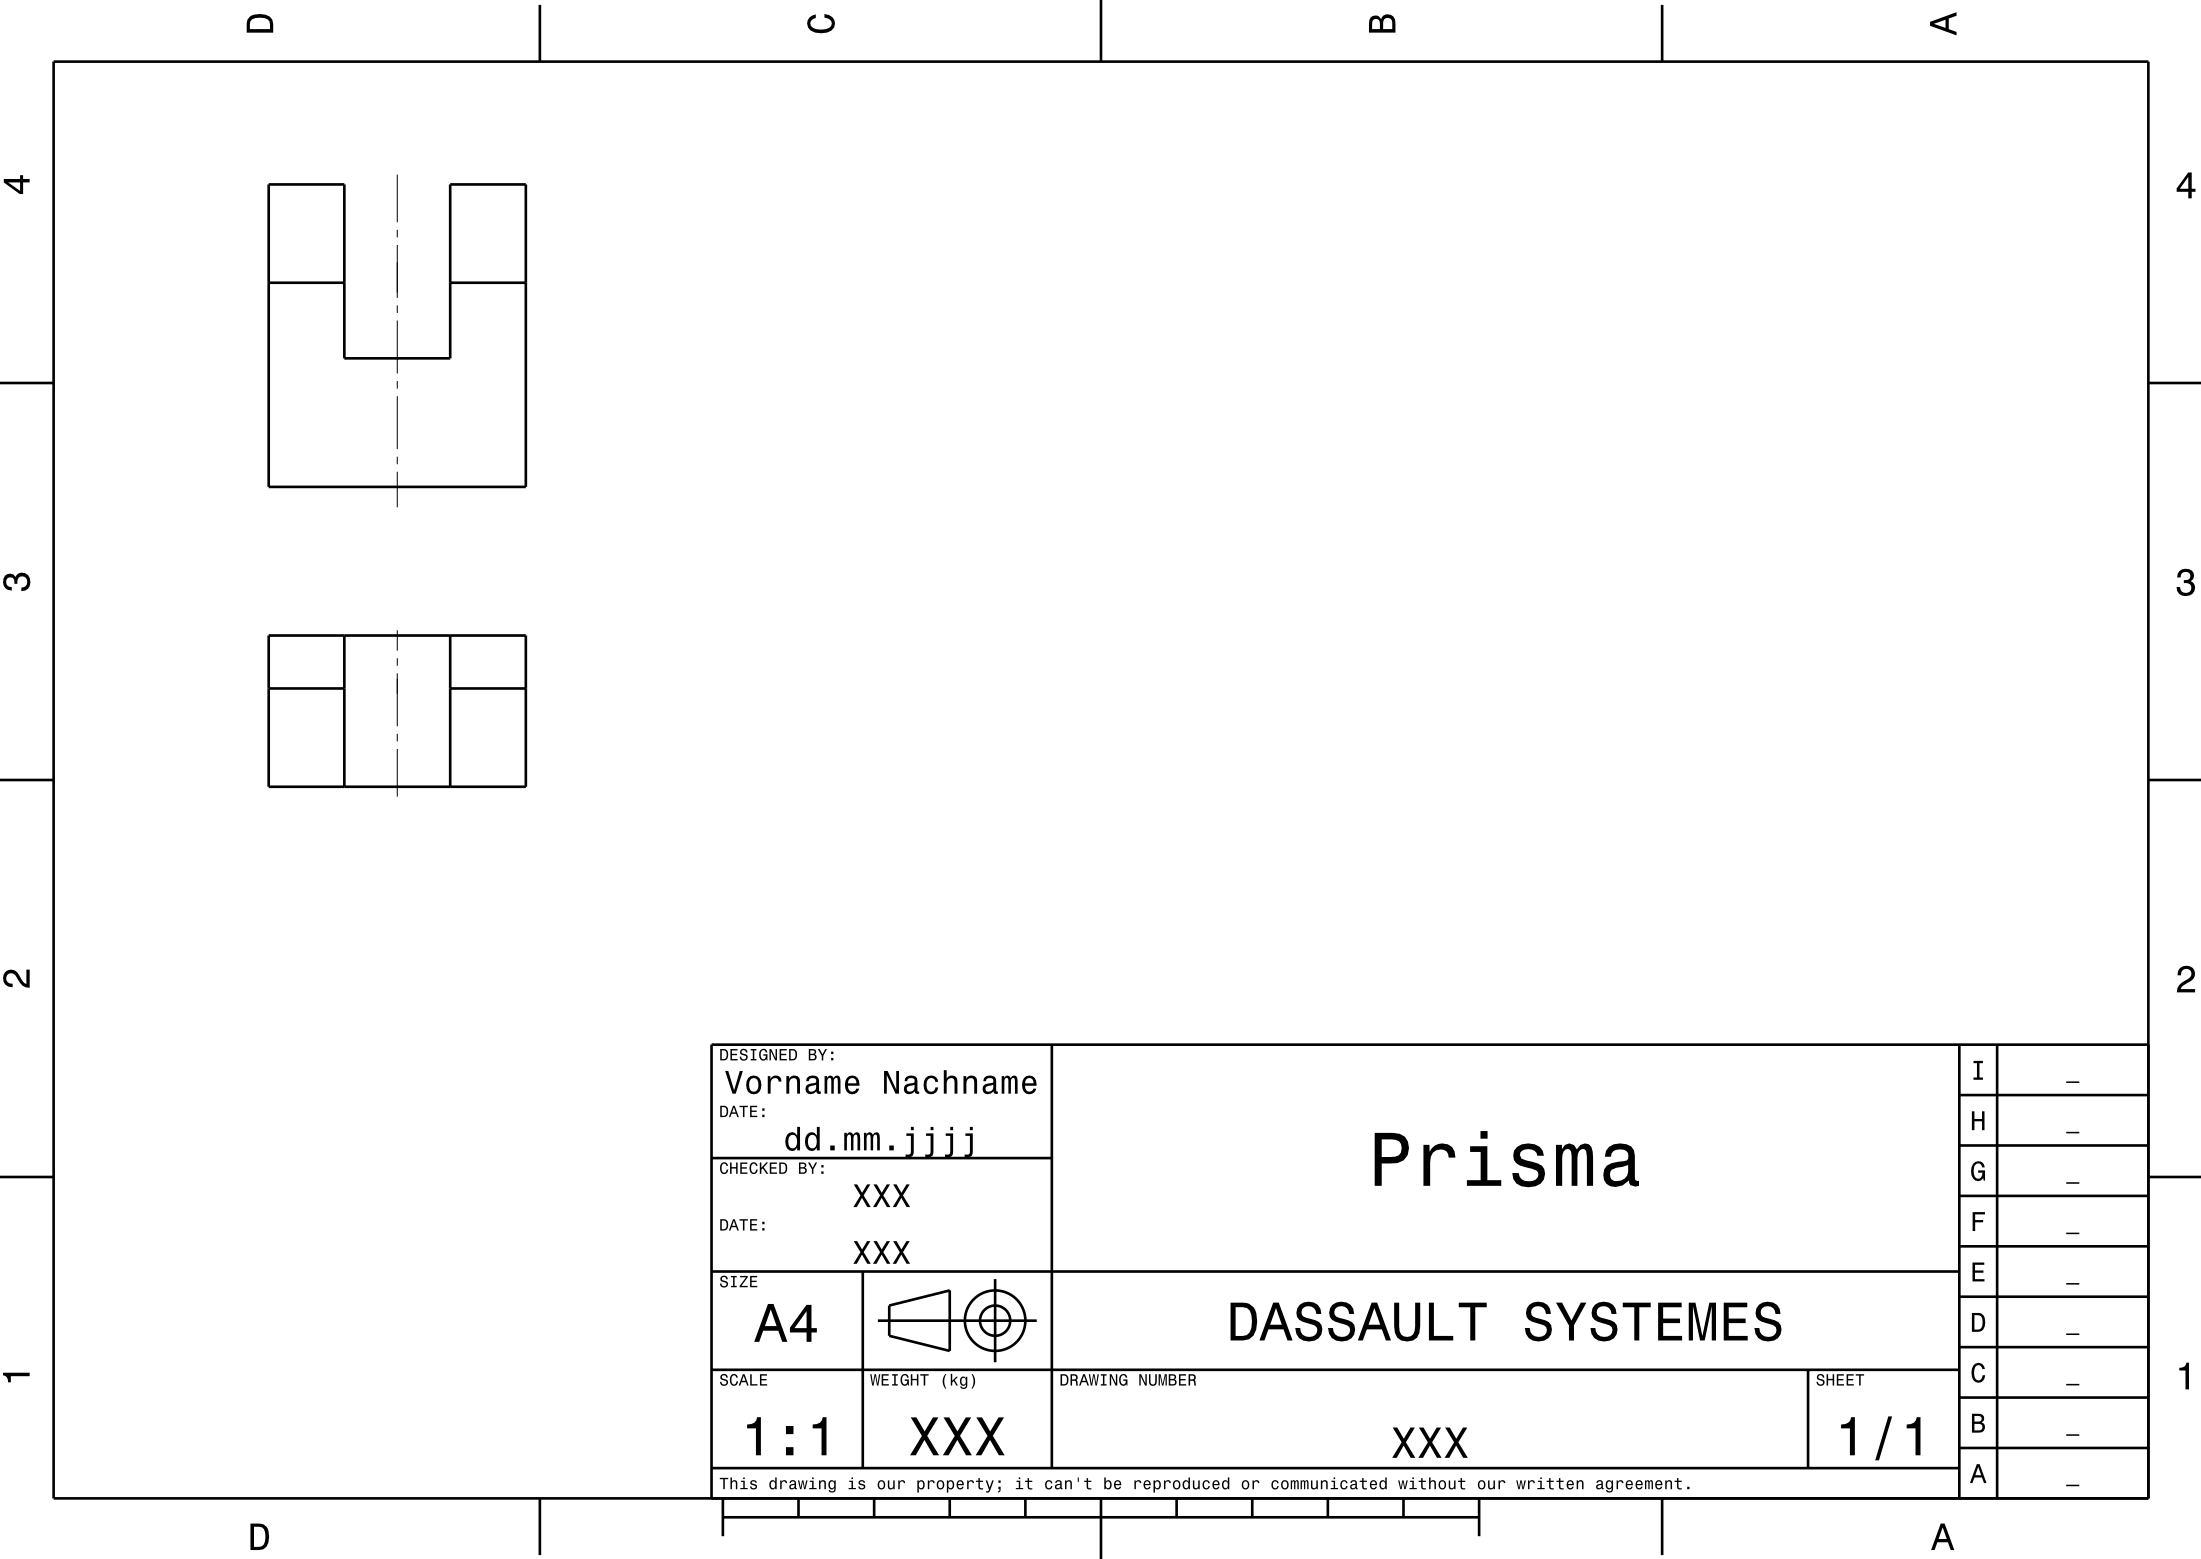 D C B A
4 4
3 3
2 2
1 1
DESIGNED BY:
Vorname Nachname
DATE:
dd.mm.jjjj
CHECKED BY:
XXX
DATE:
XXX
SIZE
A4
SCALE
1:1
WEIGHT (kg)
XXX
Prisma
DASSAULT SYSTEMES
DRAWING NUMBER
XXX
SHEET
1/1
I _
H _
G _
F _
E _
D _
C _
B _
A _
This drawing is our property; it can't be reproduced or communicated without our written agreement.
D A